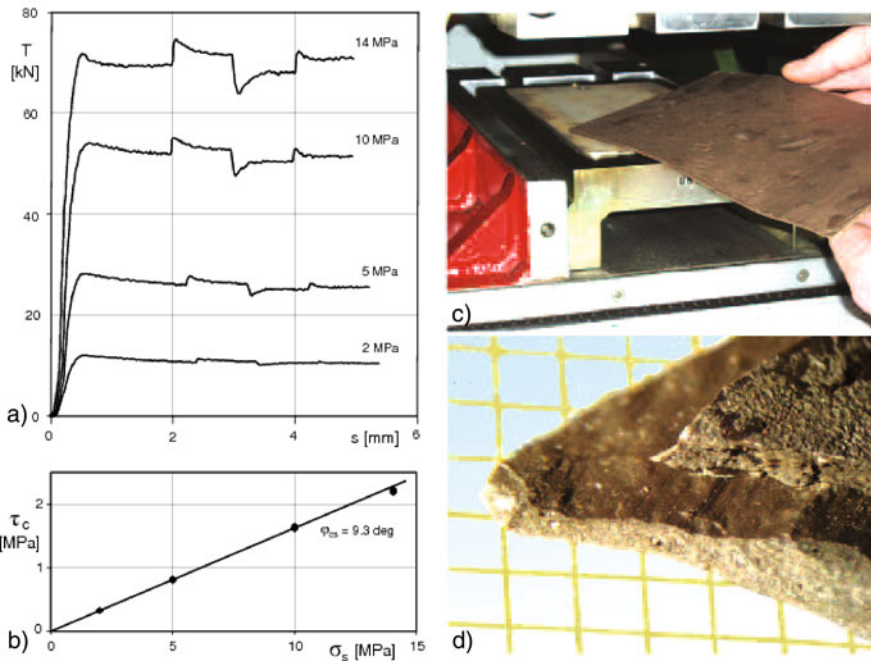 a)
T
[kN]
80
60
40
20
0
14 MPa
10 MPa
5 MPa
2 MPa
0
2
4
6
s [mm]
b)
τc
[MPa]
2
1
0
φcs = 9.3 deg
0
5
10
15
σs [MPa]
c)
d)